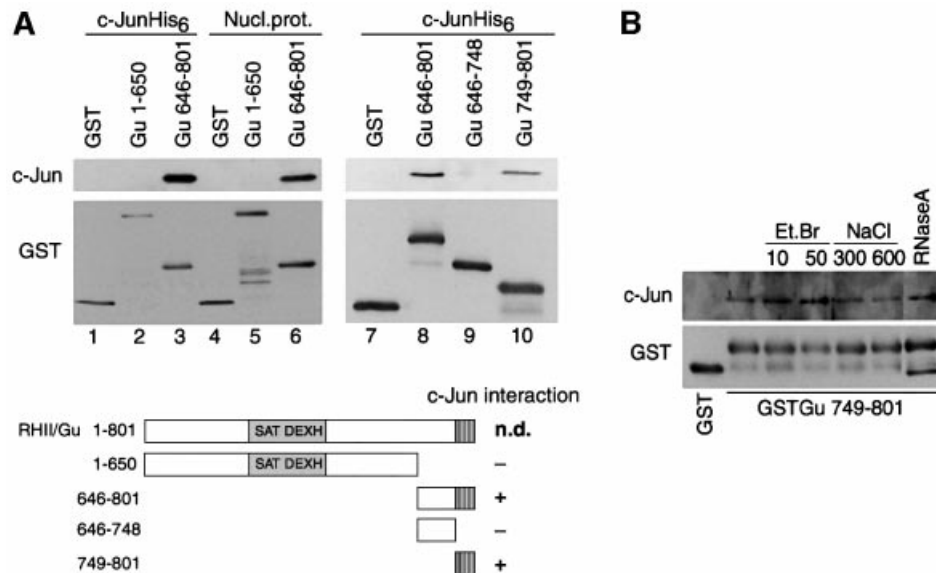 A
c-JunHis6 Nucl.prot. c-JunHis6
GST
Gu 1-650
Gu 646-801
GST
Gu 1-650
Gu 646-801
GST
Gu 646-801
Gu 646-748
Gu 749-801
c-Jun
GST
1 2 3 4 5 6 7 8 9 10
c-Jun interaction
RHII/Gu 1-801 SAT DEXH n.d.
1-650 SAT DEXH –
646-801 +
646-748 –
749-801 +
B
Et.Br NaCl RNaseA
10 50 300 600
c-Jun
GST
GST
GSTGu 749-801